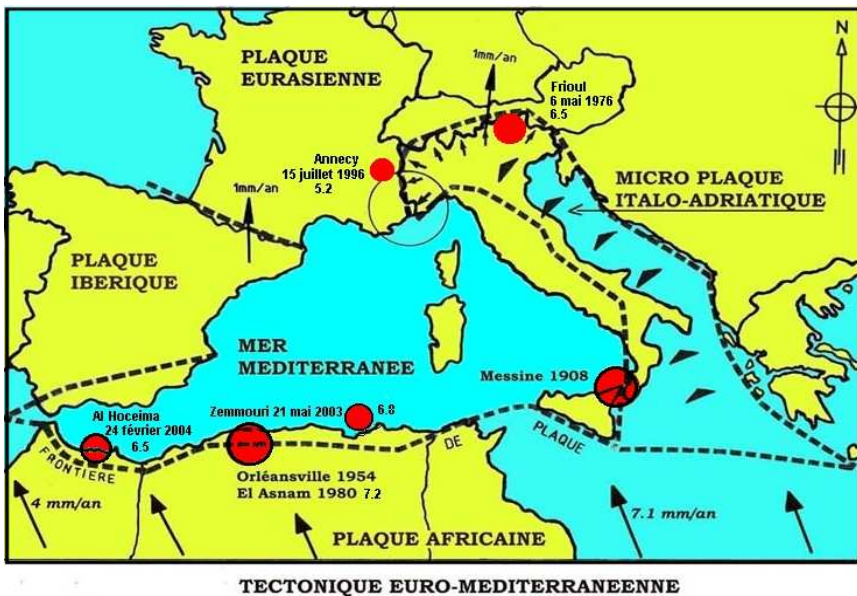 PLAQUE
EURASIENNE
1mm/an
Frioul
6 mai 1976
6.5
N
Annecy
15 juillet 1996
5.2
1mm/an
MICRO PLAQUE
ITALO-ADRIATIQUE
PLAQUE
IBERIQUE
MER
MEDITERRANEE
Messine 1908
Al Hoceima
24 février 2004
6.5
Zemmouri 21 mai 2003
6.8
FRONTIERE
DE
PLAQUE
Orléansville 1954
El Asnam 1980 7.2
4 mm/an
7.1 mm/an
PLAQUE AFRICAINE
TECTONIQUE EURO-MEDITERRANEENNE